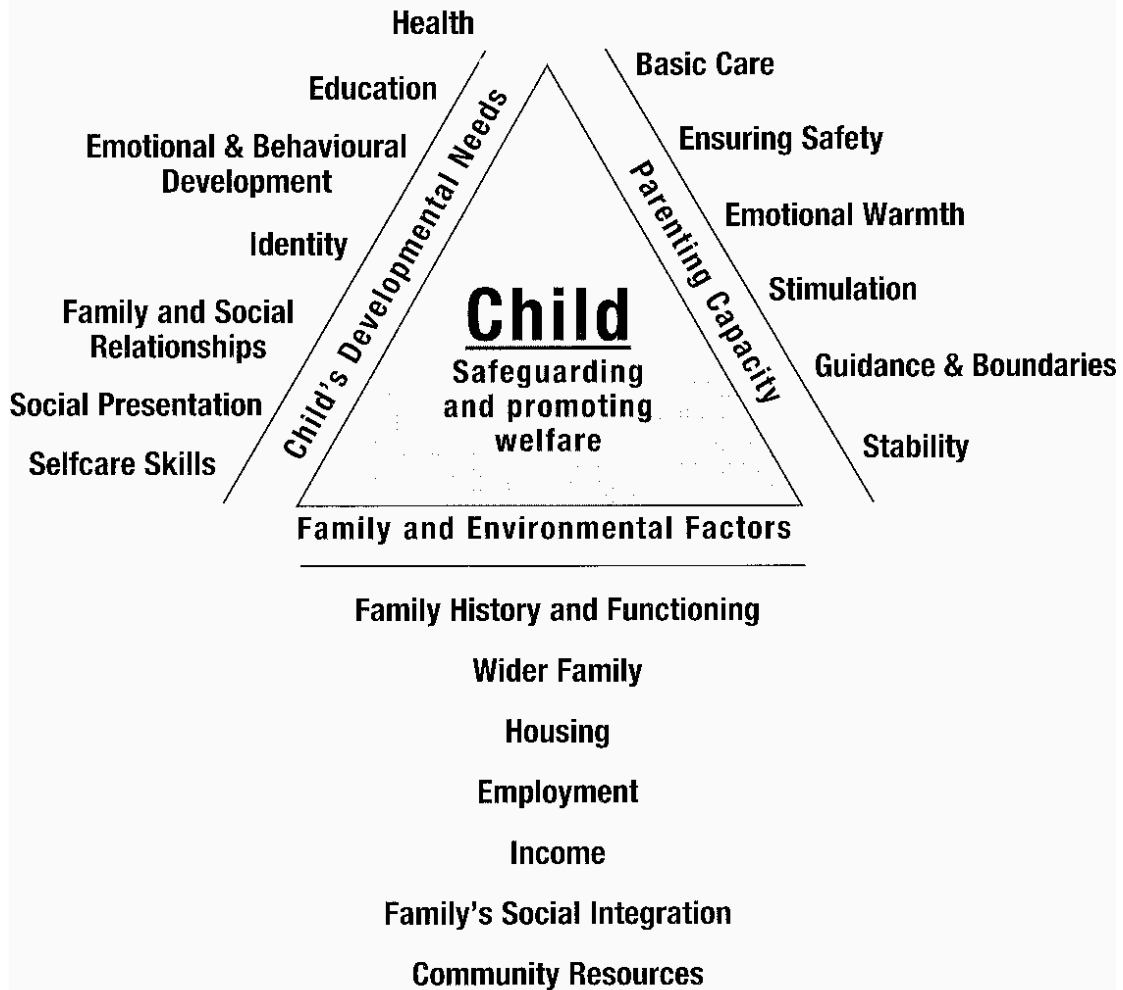 Health
Education
Emotional & Behavioural
Development
Identity
Family and Social
Relationships
Social Presentation
Selfcare Skills
Child's Developmental Needs
Child
Safeguarding
and promoting
welfare
Parenting Capacity
Basic Care
Ensuring Safety
Emotional Warmth
Stimulation
Guidance & Boundaries
Stability
Family and Environmental Factors
Family History and Functioning
Wider Family
Housing
Employment
Income
Family's Social Integration
Community Resources